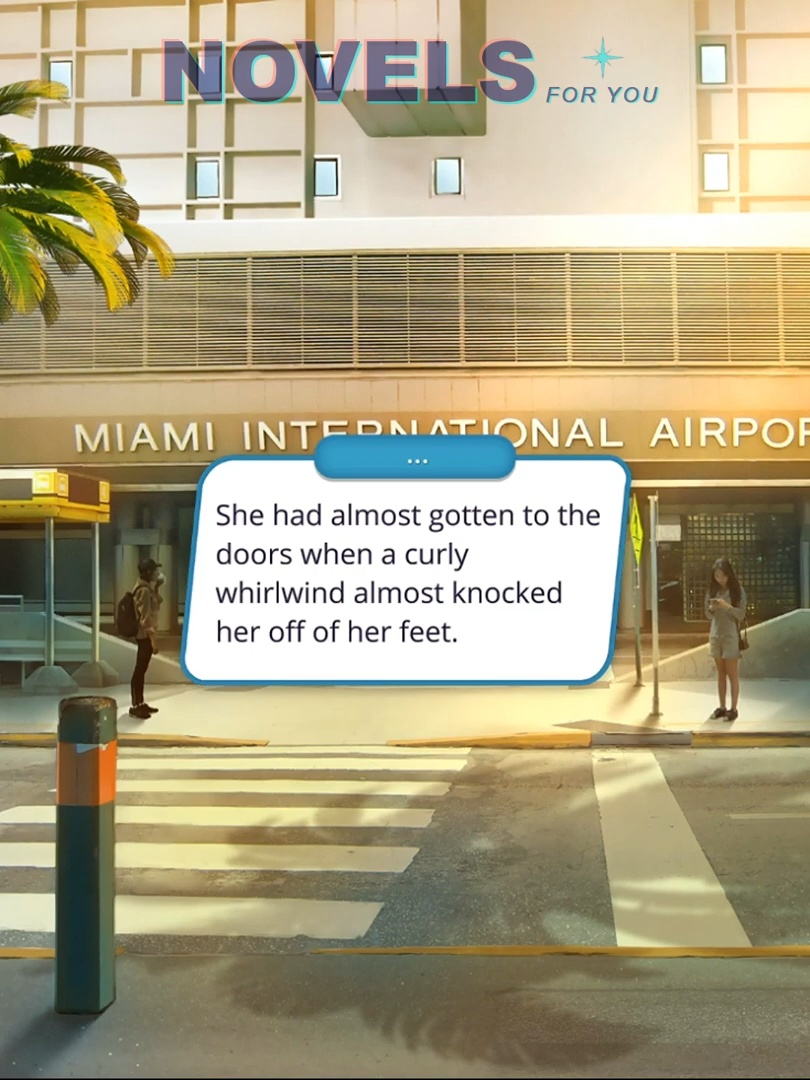 NOVELS
FOR YOU
MIAMI INTERNATIONAL AIRPOR
...
She had almost gotten to the
doors when a curly
whirlwind almost knocked
her off of her feet.